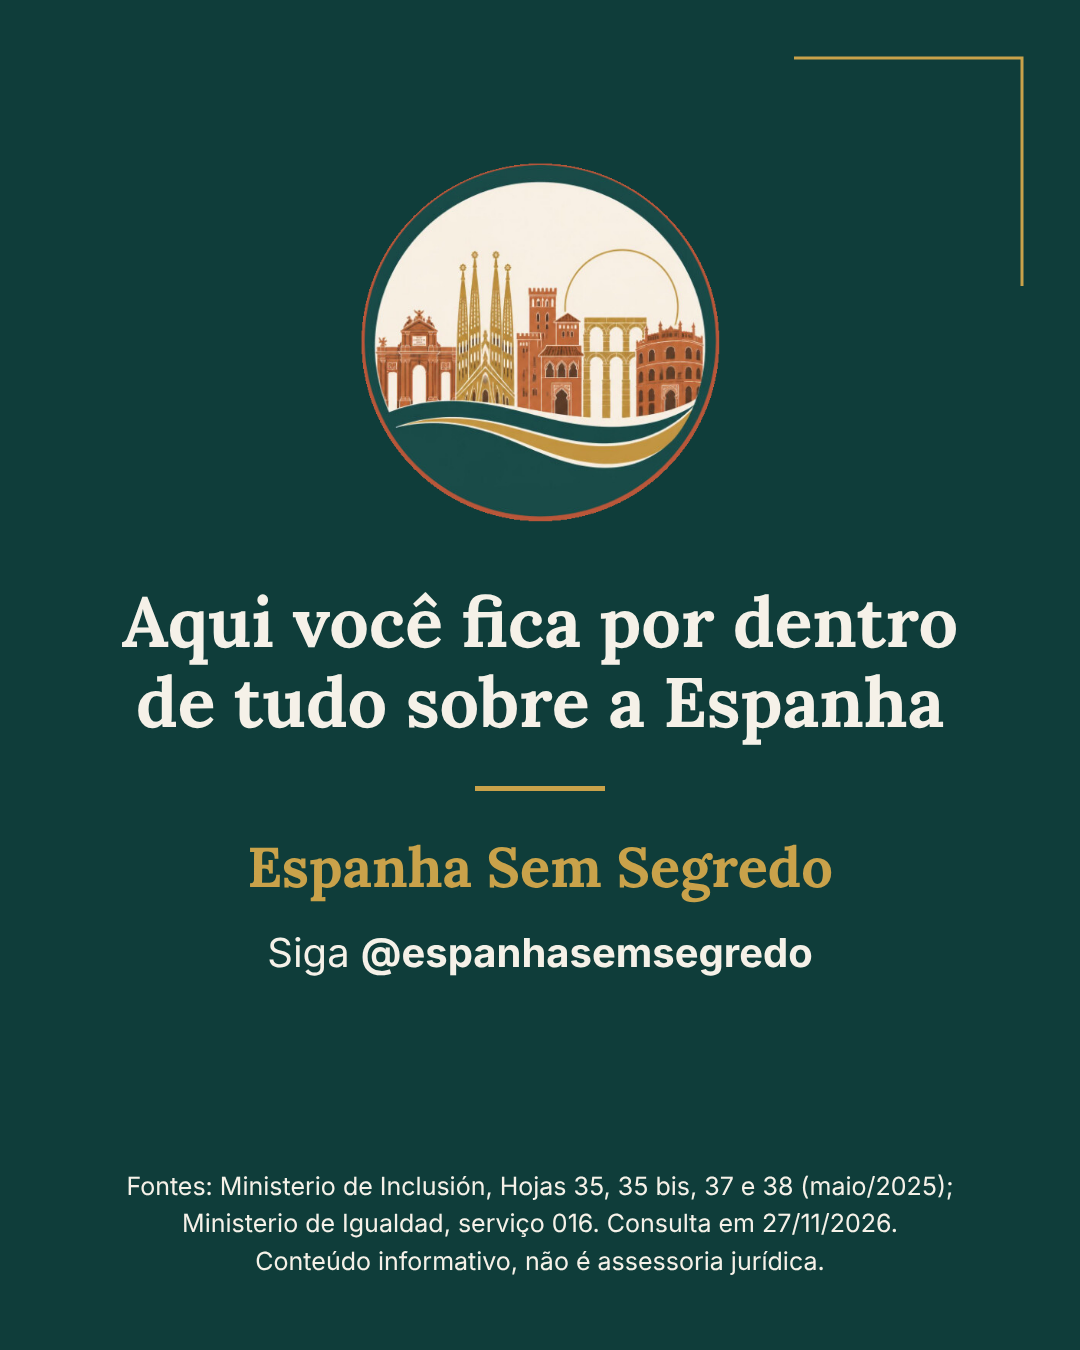 Aqui você fica por dentro
de tudo sobre a Espanha
Espanha Sem Segredo
Siga @espanhasemsegredo
Fontes: Ministerio de Inclusión, Hojas 35, 35 bis, 37 e 38 (maio/2025);
Ministerio de Igualdad, serviço 016. Consulta em 27/11/2026.
Conteúdo informativo, não é assessoria jurídica.